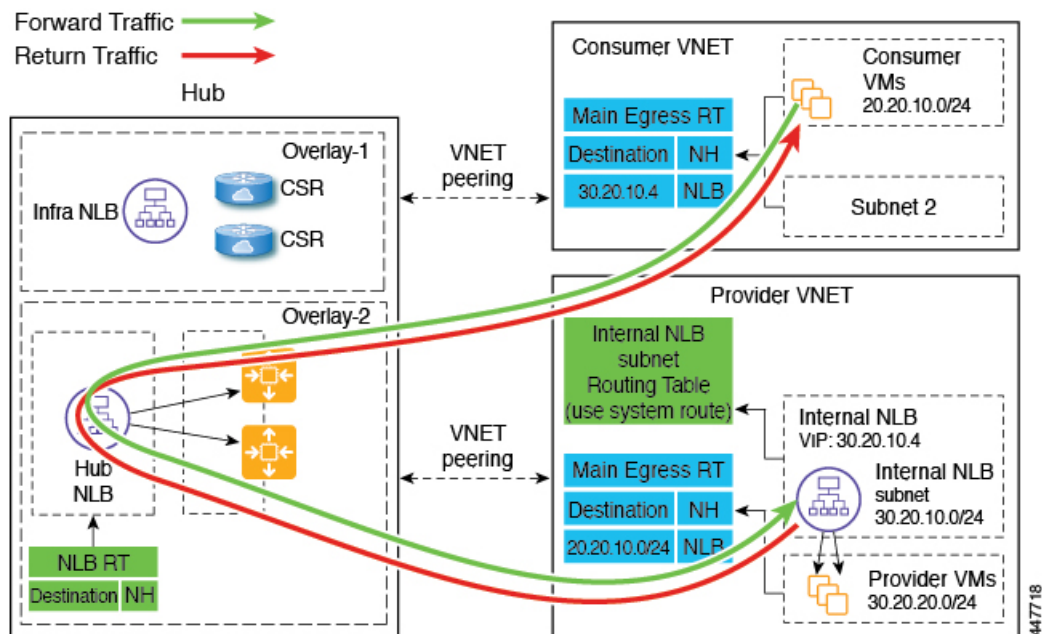 Forward Traffic
Return Traffic
Hub
Overlay-1
Infra NLB
CSR
CSR
Overlay-2
Hub
NLB
NLB RT
Destination NH
VNET
peering
VNET
peering
Consumer VNET
Main Egress RT
Destination NH
30.20.10.4 NLB
Consumer
VMs
20.20.10.0/24
Subnet 2
Provider VNET
Internal NLB
subnet
Routing Table
(use system route)
Main Egress RT
Destination NH
20.20.10.0/24 NLB
Internal NLB
VIP: 30.20.10.4
Internal NLB
subnet
30.20.10.0/24
Provider VMs
30.20.20.0/24
447718